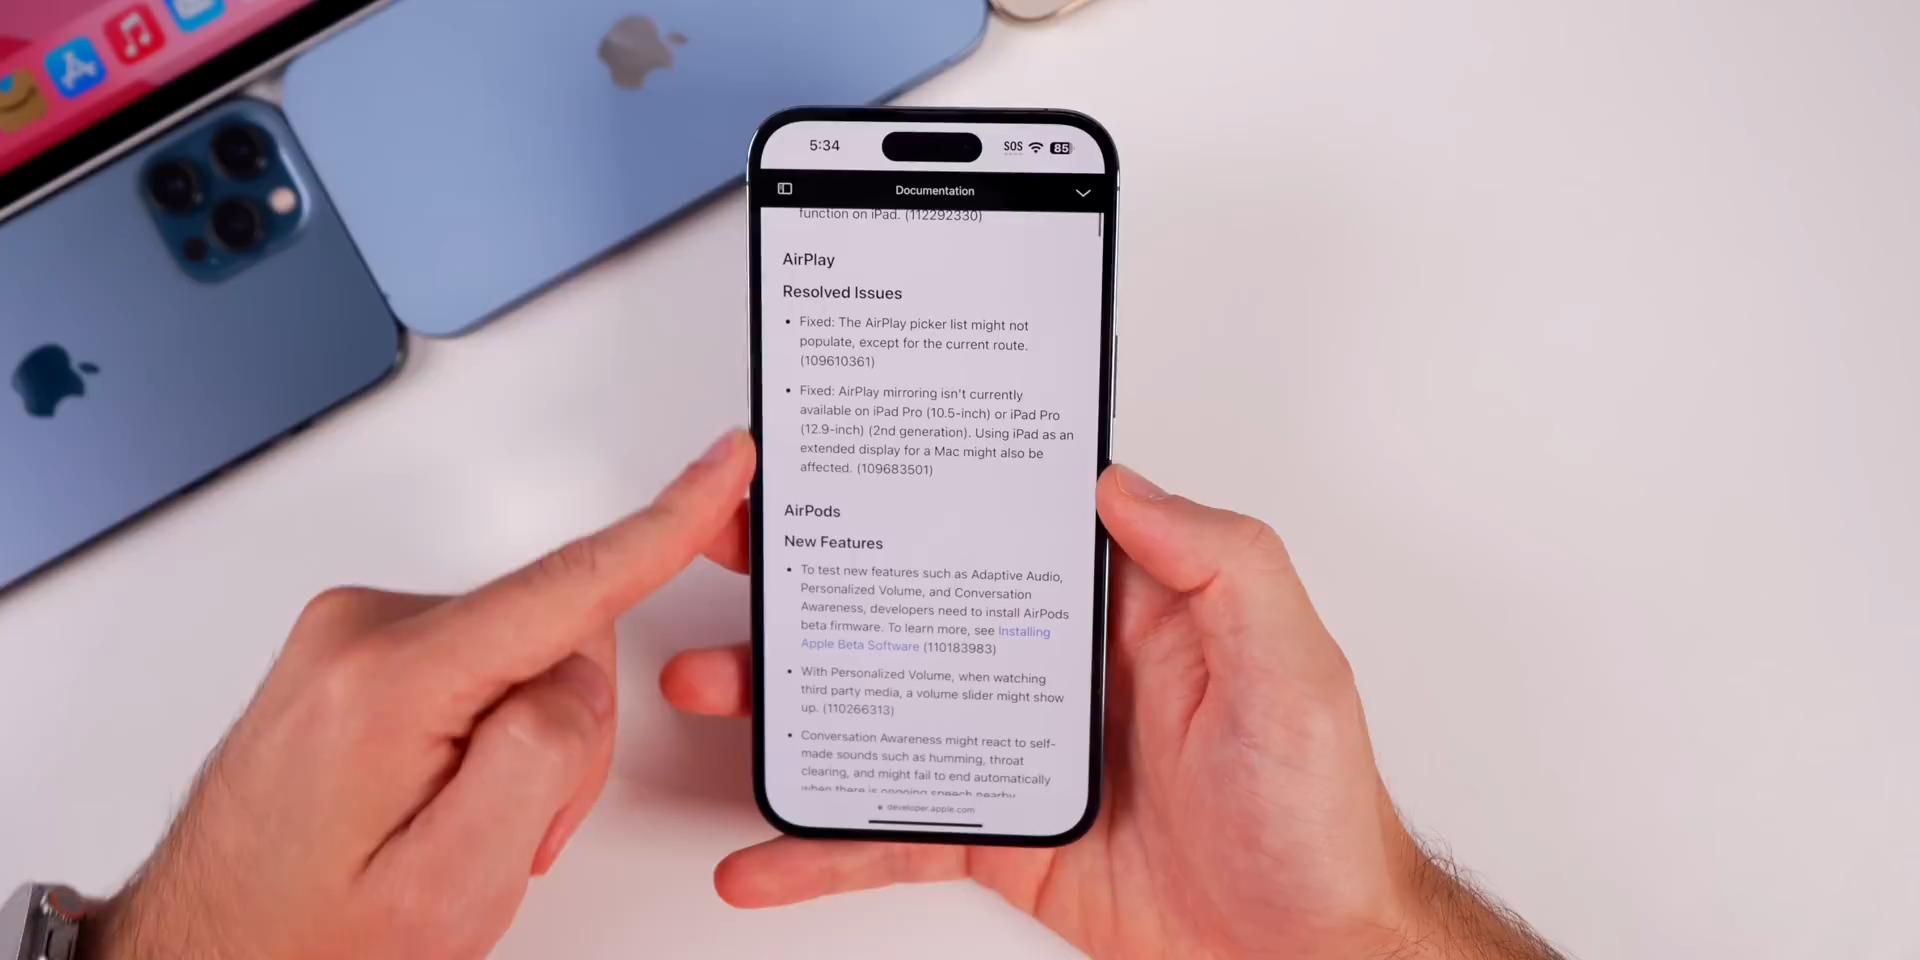 5:34
SOS
85
Documentation
function on iPad. (112292330)
AirPlay
Resolved Issues
• Fixed: The AirPlay picker list might not
populate, except for the current route.
(109610361)
• Fixed: AirPlay mirroring isn't currently
available on iPad Pro (10.5-inch) or iPad Pro
(12.9-inch) (2nd generation). Using iPad as an
extended display for a Mac might also be
affected. (109683501)
AirPods
New Features
• To test new features such as Adaptive Audio,
Personalized Volume, and Conversation
Awareness, developers need to install AirPods
beta firmware. To learn more, see Installing
Apple Beta Software (110183983)
• With Personalized Volume, when watching
third party media, a volume slider might show
up. (110266313)
• Conversation Awareness might react to self-
made sounds such as humming, throat
clearing, and might fail to end automatically
when there is ongoing speech nearby
developer.apple.com